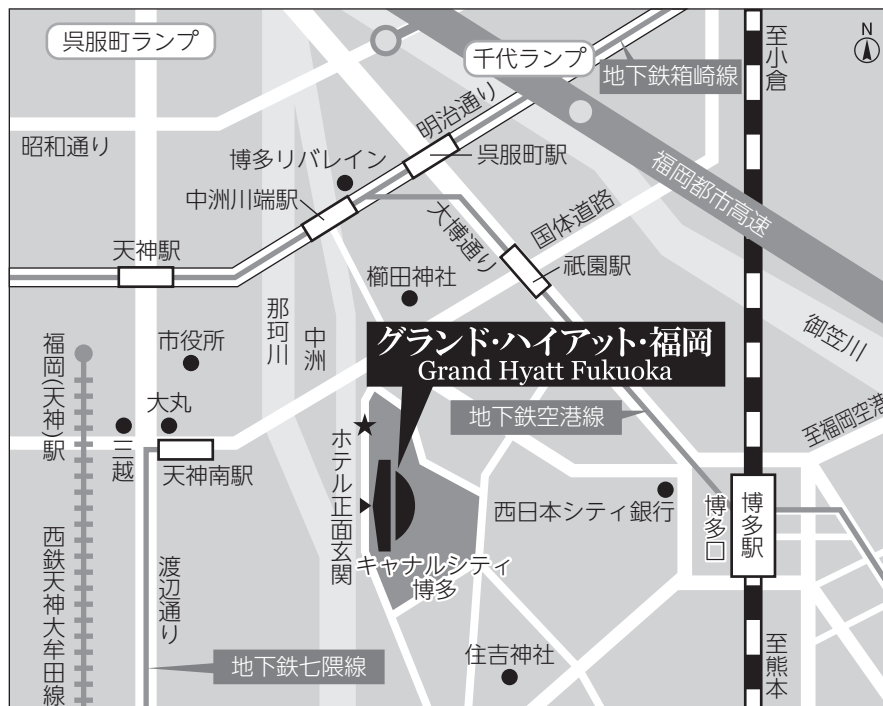 呉服町ランプ
千代ランプ
地下鉄箱崎線
至小倉
N
昭和通り
明治通り
博多リバレイン
呉服町駅
中洲川端駅
福岡都市高速
国体道路
大博通り
天神駅
祇園駅
櫛田神社
那珂川
中洲
御笠川
グランド・ハイアット・福岡
Grand Hyatt Fukuoka
市役所
福岡(天神)駅
大丸
三越
天神南駅
地下鉄空港線
至福岡空港
ホテル正面玄関
西日本シティ銀行
博多口
博多駅
キャナルシティ
博多
西鉄天神大牟田線
渡辺通り
地下鉄七隈線
住吉神社
至熊本